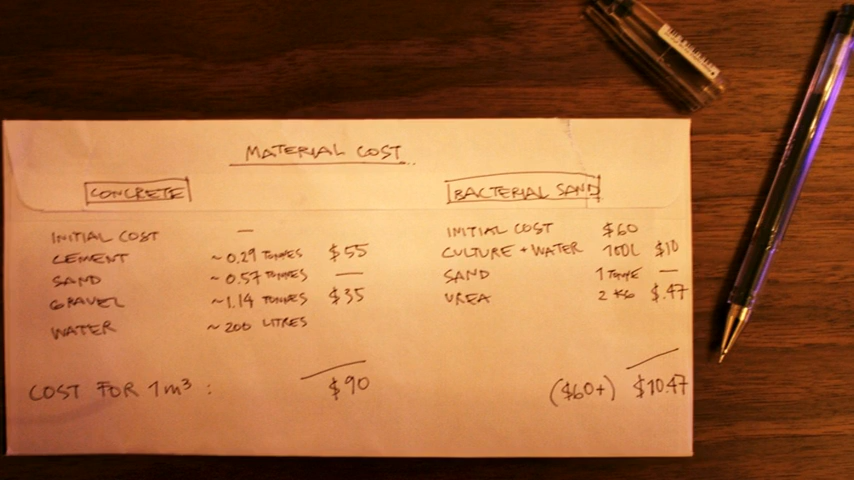 MATERIAL COST
CONCRETE
INITIAL COST —
CEMENT ~0.29 TONNES $55
SAND ~0.57 TONNES —
GRAVEL ~1.14 TONNES $35
WATER ~200 LITRES
COST FOR 1m³ : $90
BACTERIAL SAND
INITIAL COST $60
CULTURE + WATER 100L $10
SAND 1 TONNE —
UREA 2 KG $.47
($60+) $10.47